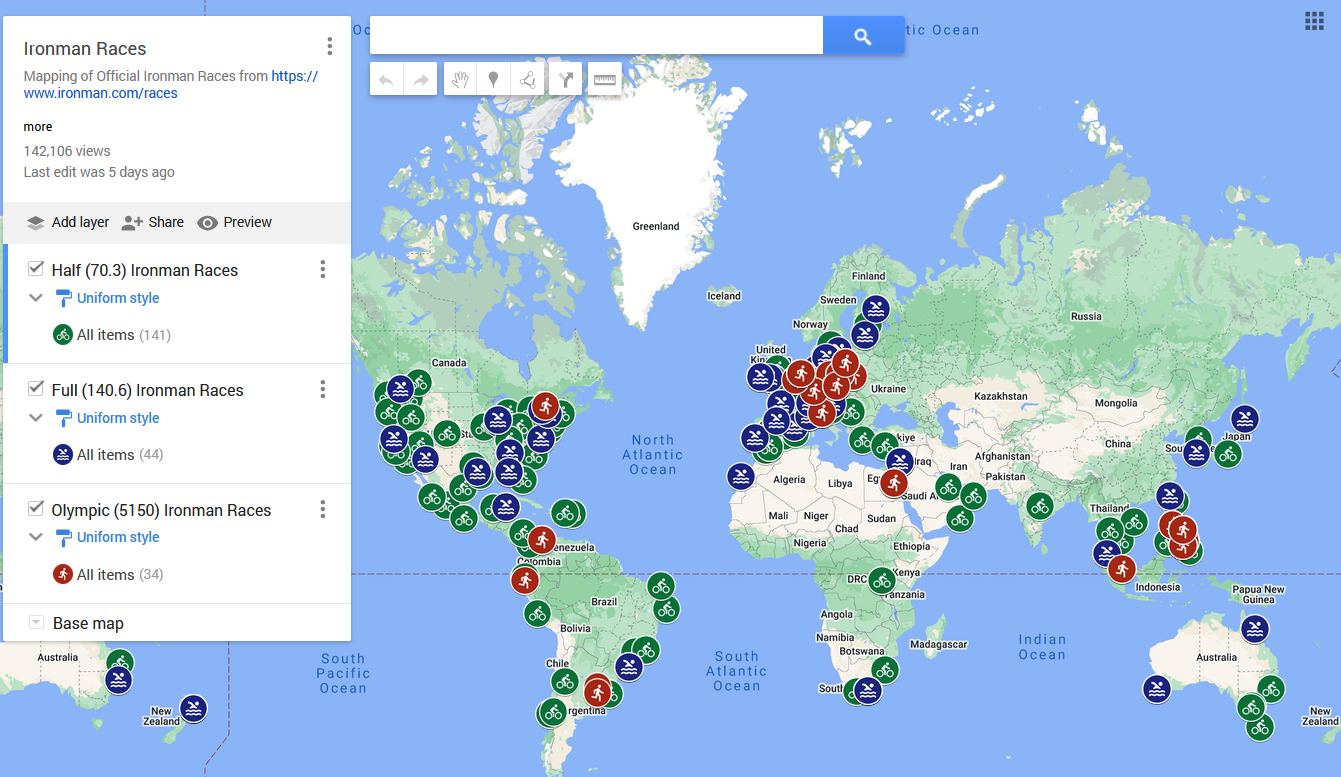 Ironman Races
Mapping of Official Ironman Races from https://
www.ironman.com/races
more
142,106 views
Last edit was 5 days ago
Add layer Share Preview
Half (70.3) Ironman Races
Uniform style
All items (141)
Full (140.6) Ironman Races
Uniform style
All items (44)
Olympic (5150) Ironman Races
Uniform style
All items (34)
Base map
tic Ocean
Greenland
Iceland
Finland
Sweden
Norway
Russia
United
Canada
Ukraine
Kazakhstan
Mongolia
North
Atlantic
Ocean
China
Japan
kiye
Iraq
Iran
Afghanistan
Pakistan
Algeria
Libya
Eg
Saudi A
Mali
Niger
Sudan
Chad
Thailand
Nigeria
Ethiopia
enezuela
Colombia
DRC
Kenya
Tanzania
Indonesia
Papua New
Guinea
Brazil
Angola
Bolivia
Namibia
Botswana
Madagascar
Indian
Ocean
Chile
South
Atlantic
Ocean
South
Pacific
Ocean
Australia
Australia
Sout
rgentina
New
Zealand
New
Zealand